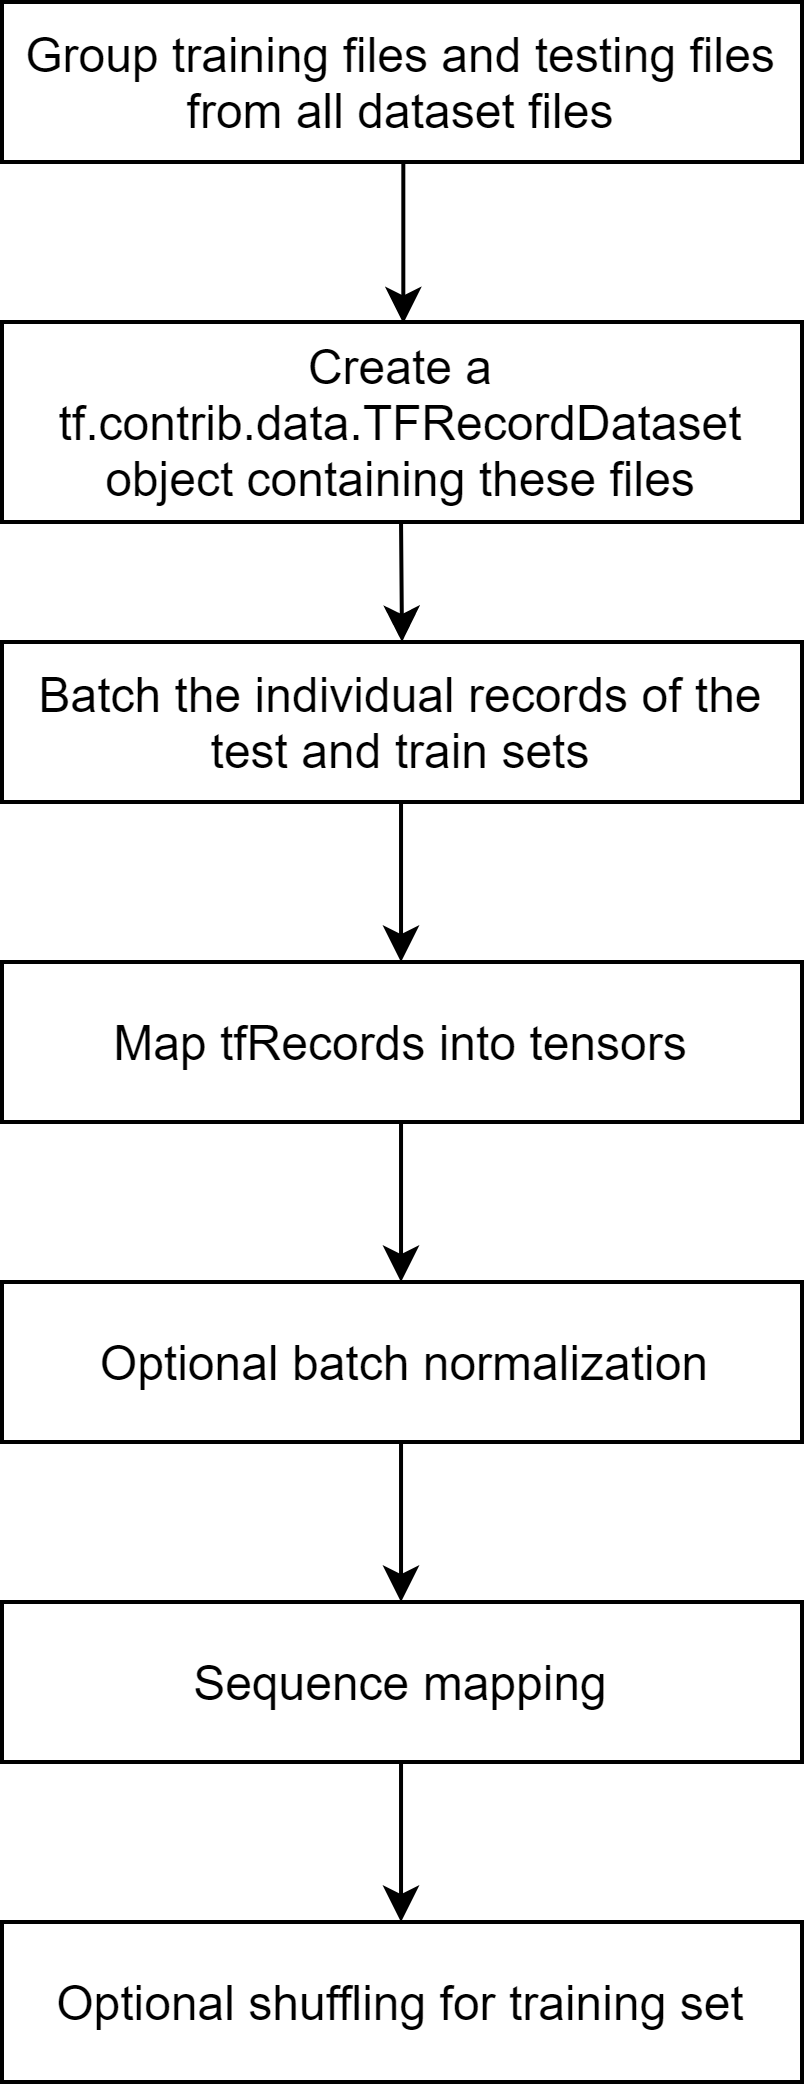 Group training files and testing files
from all dataset files
Create a
tf.contrib.data.TFRecordDataset
object containing these files
Batch the individual records of the
test and train sets
Map tfRecords into tensors
Optional batch normalization
Sequence mapping
Optional shuffling for training set